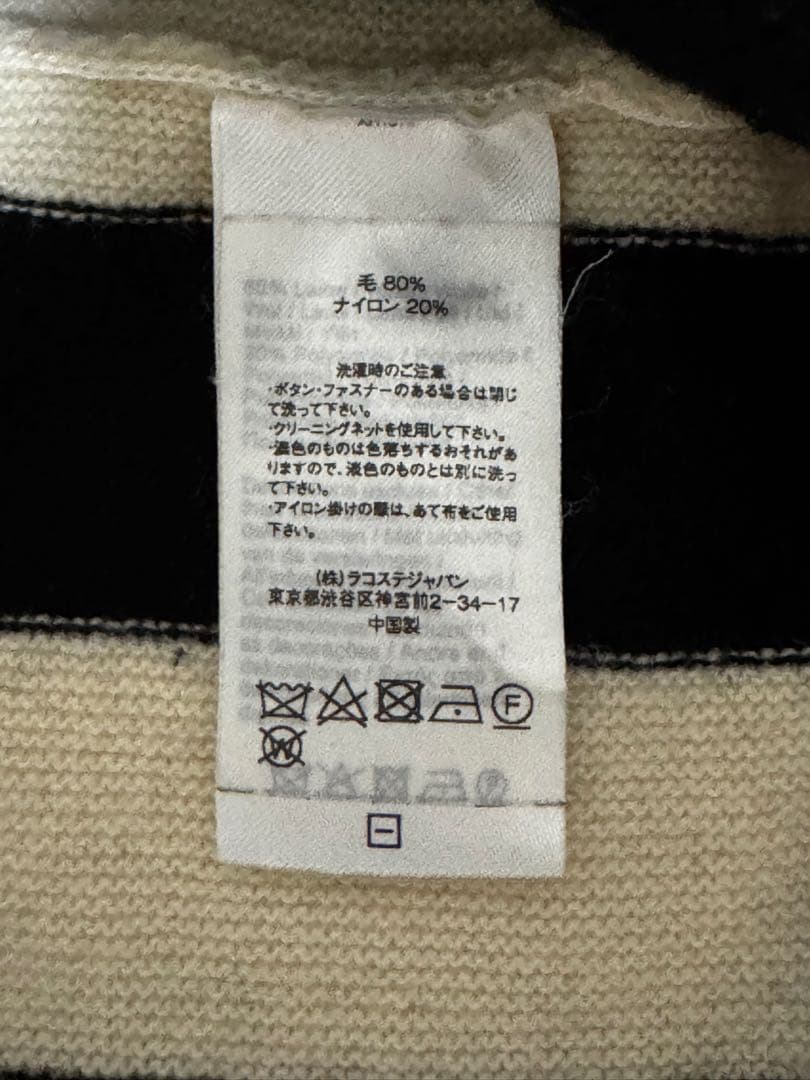 毛 80%
ナイロン 20%
洗濯時のご注意
・ボタン・ファスナーのある場合は閉じ
て洗って下さい。
・クリーニングネットを使用して下さい。
・濃色のものは色落ちするおそれがあ
りますので、淡色のものとは別に洗っ
て下さい。
・アイロン掛けの際は、あて布をご使用
下さい。
(株)ラコステジャパン
東京都渋谷区神宮前2-34-17
中国製
F
W